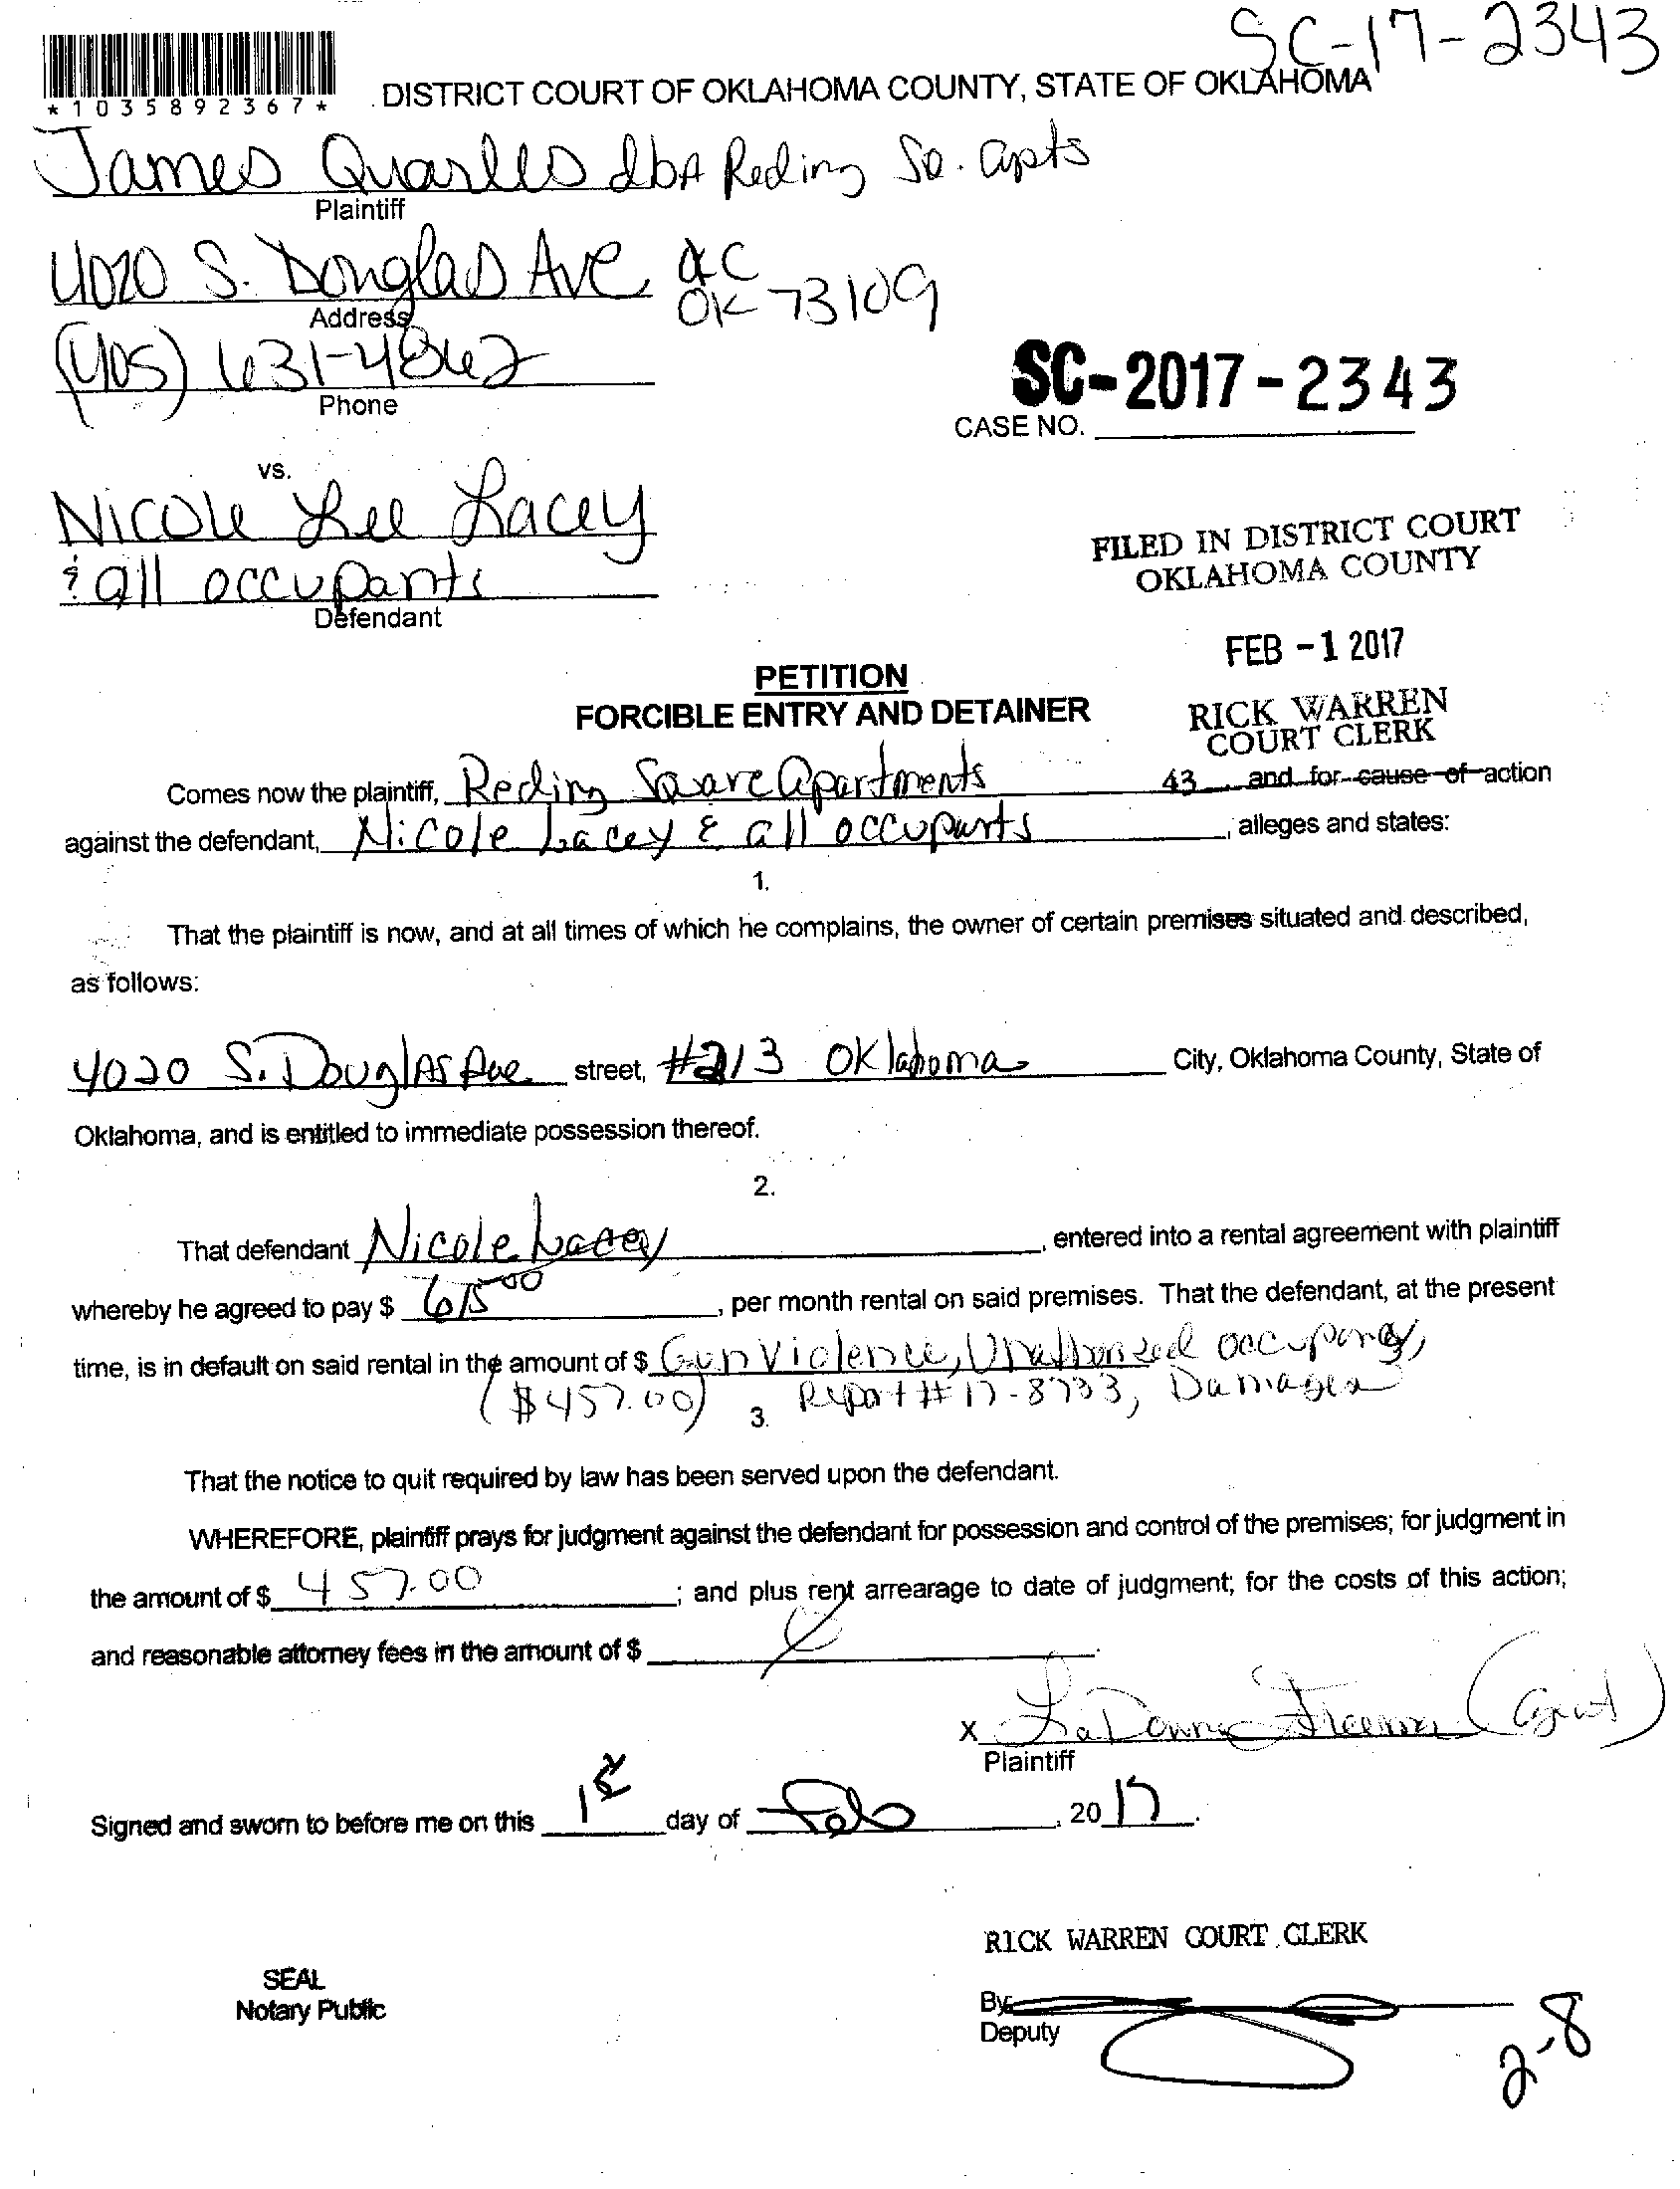 SC-17-2343
*1035892367*
DISTRICT COURT OF OKLAHOMA COUNTY, STATE OF OKLAHOMA
James Quarles dbA Reding Sq. Apts
Plaintiff
4020 S. Douglas Ave OC
OK 73109
Address
(405) 631-4862
Phone
SC-2017-2343
CASE NO.
vs.
Nicole Lee Lacey
& all occupants
Defendant
FILED IN DISTRICT COURT
OKLAHOMA COUNTY
FEB -1 2017
RICK WARREN
COURT CLERK
43
PETITION
FORCIBLE ENTRY AND DETAINER
Comes now the plaintiff, Reding Square Apartments and for cause of action
against the defendant, Nicole Lacey & all occupants, alleges and states:
1.
That the plaintiff is now, and at all times of which he complains, the owner of certain premises situated and described,
as follows:
4020 S. Douglas Ave street, #213 Oklahoma City, Oklahoma County, State of
Oklahoma, and is entitled to immediate possession thereof.
2.
That defendant Nicole Lacey, entered into a rental agreement with plaintiff
whereby he agreed to pay $ 615.00, per month rental on said premises. That the defendant, at the present
time, is in default on said rental in the amount of $ Gun Violence, Unathorized occupancy,
($457.00) Report # 17-8733, Damages
3.
That the notice to quit required by law has been served upon the defendant.
WHEREFORE, plaintiff prays for judgment against the defendant for possession and control of the premises; for judgment in
the amount of $ 457.00; and plus rent arrearage to date of judgment; for the costs of this action;
and reasonable attorney fees in the amount of $
X LaDonna Freeman (agent)
Plaintiff
Signed and sworn to before me on this 1st day of Feb, 2017.
RICK WARREN COURT CLERK
SEAL
Notary Public
By
Deputy
2-8